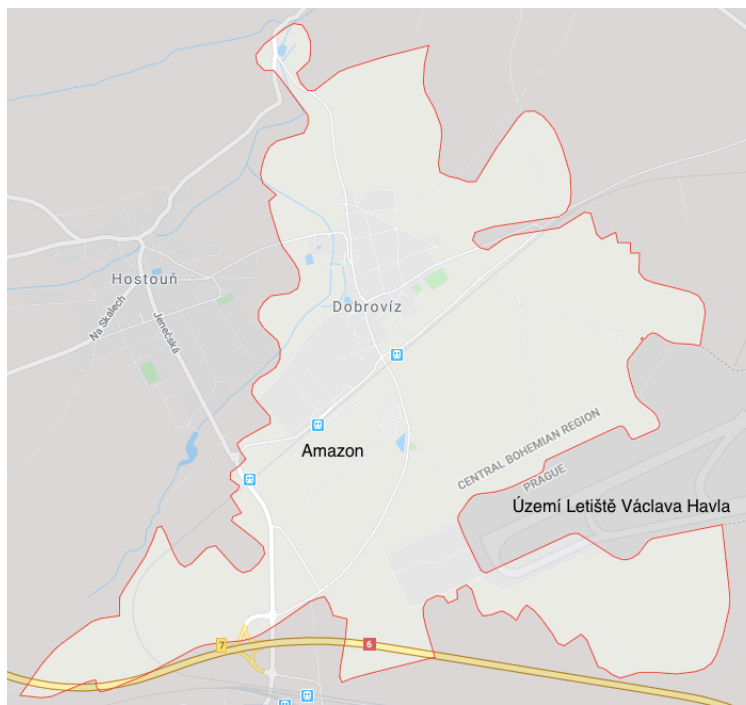 Hostouň
Na Skalech
Jenečská
Dobrovíz
Amazon
CENTRAL BOHEMIAN REGION
PRAGUE
Území Letiště Václava Havla
7
6